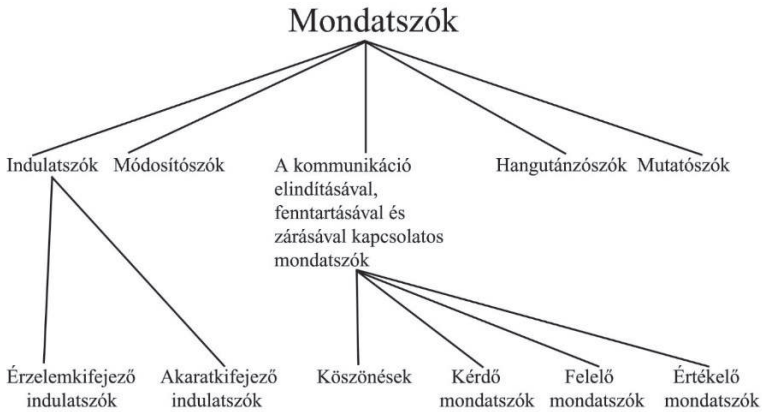 Mondatszók
Indulatszók
Módosítószók
A kommunikáció
elindításával,
fenntartásával és
zárásával kapcsolatos
mondatszók
Hangutánzószók
Mutatószók
Érzelemkifejező
indulatszók
Akaratkifejező
indulatszók
Köszönések
Kérdő
mondatszók
Felelő
mondatszók
Értékelő
mondatszók